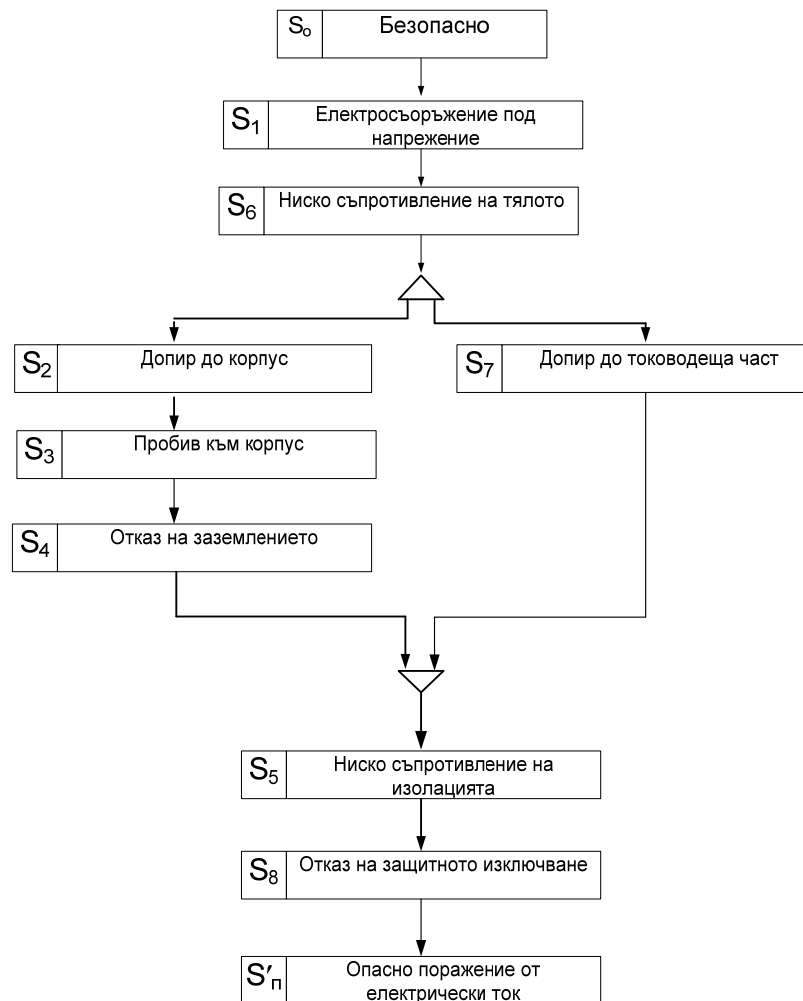 Sₒ Безопасно
S₁ Електросъоръжение под
напрежение
S₆ Ниско съпротивление на тялото
S₂ Допир до корпус
S₇ Допир до тоководеща част
S₃ Пробив към корпус
S₄ Отказ на заземлението
S₅ Ниско съпротивление на
изолацията
S₈ Отказ на защитното изключване
S′п Опасно поражение от
електрически ток